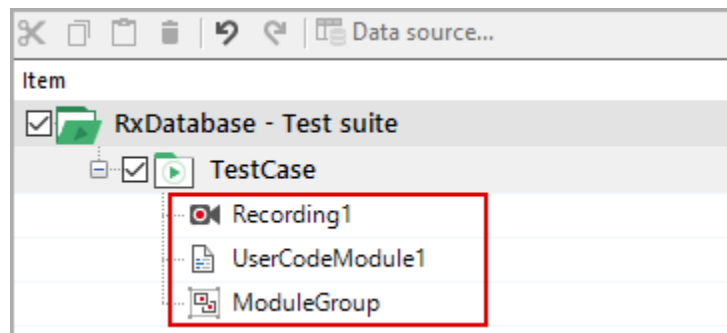 Data source...
Item
RxDatabase - Test suite
TestCase
Recording1
UserCodeModule1
ModuleGroup